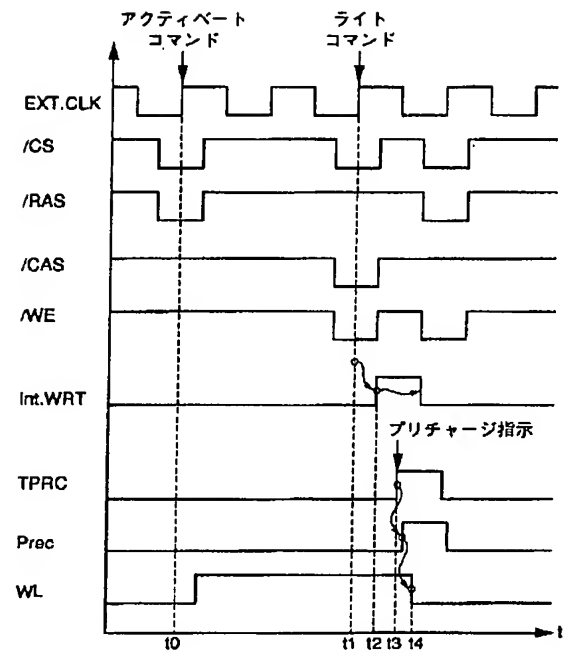 アクティベート
コマンド
ライト
コマンド
EXT.CLK
/CS
/RAS
/CAS
/WE
Int.WRT
プリチャージ指示
TPRC
Prec
WL
t0
t1
t2
t3
t4
t